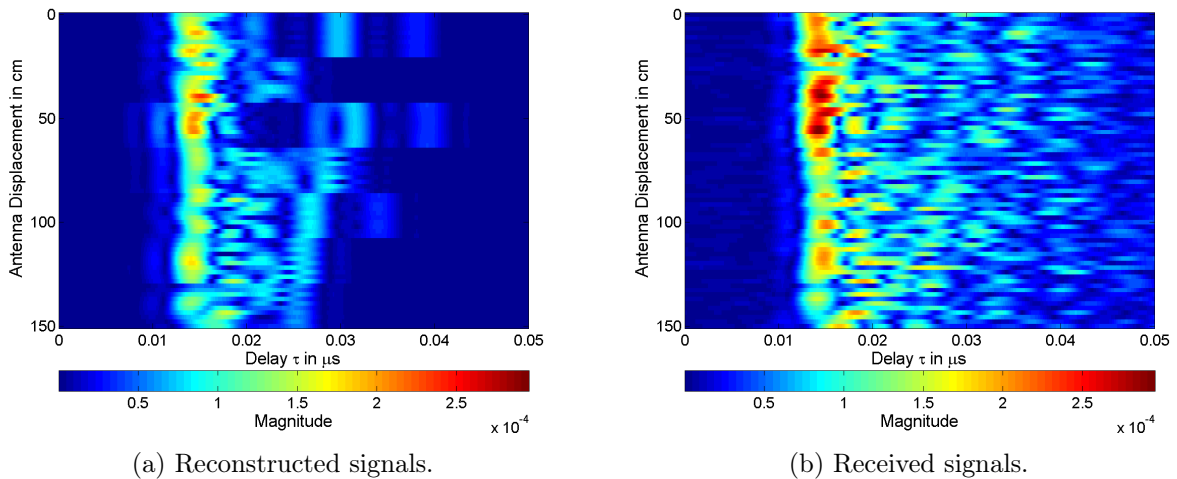 0
50
100
150
Antenna Displacement in cm
0 0.01 0.02 0.03 0.04 0.05
Delay τ in μs
0.5 1 1.5 2 2.5
Magnitude
x 10^-4
(a) Reconstructed signals.
0
50
100
150
Antenna Displacement in cm
0 0.01 0.02 0.03 0.04 0.05
Delay τ in μs
0.5 1 1.5 2 2.5
Magnitude
x 10^-4
(b) Received signals.